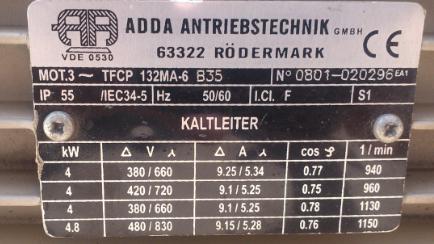 ADDA ANTRIEBSTECHNIK GMBH
VDE 0530
63322 RÖDERMARK
CE
MOT.3 ~ TFCP 132MA-6 B35 N° 0801-020296 EA1
IP 55 /IEC34-5 Hz 50/60 I.Cl. F S1
KALTLEITER
kW Δ V ⅄ Δ A ⅄ cos φ 1/min
4 380/660 9.25/5.34 0.77 940
4 420/720 9.1/5.25 0.75 960
4 380/660 9.1/5.25 0.78 1130
4.8 480/830 9.15/5.28 0.76 1150